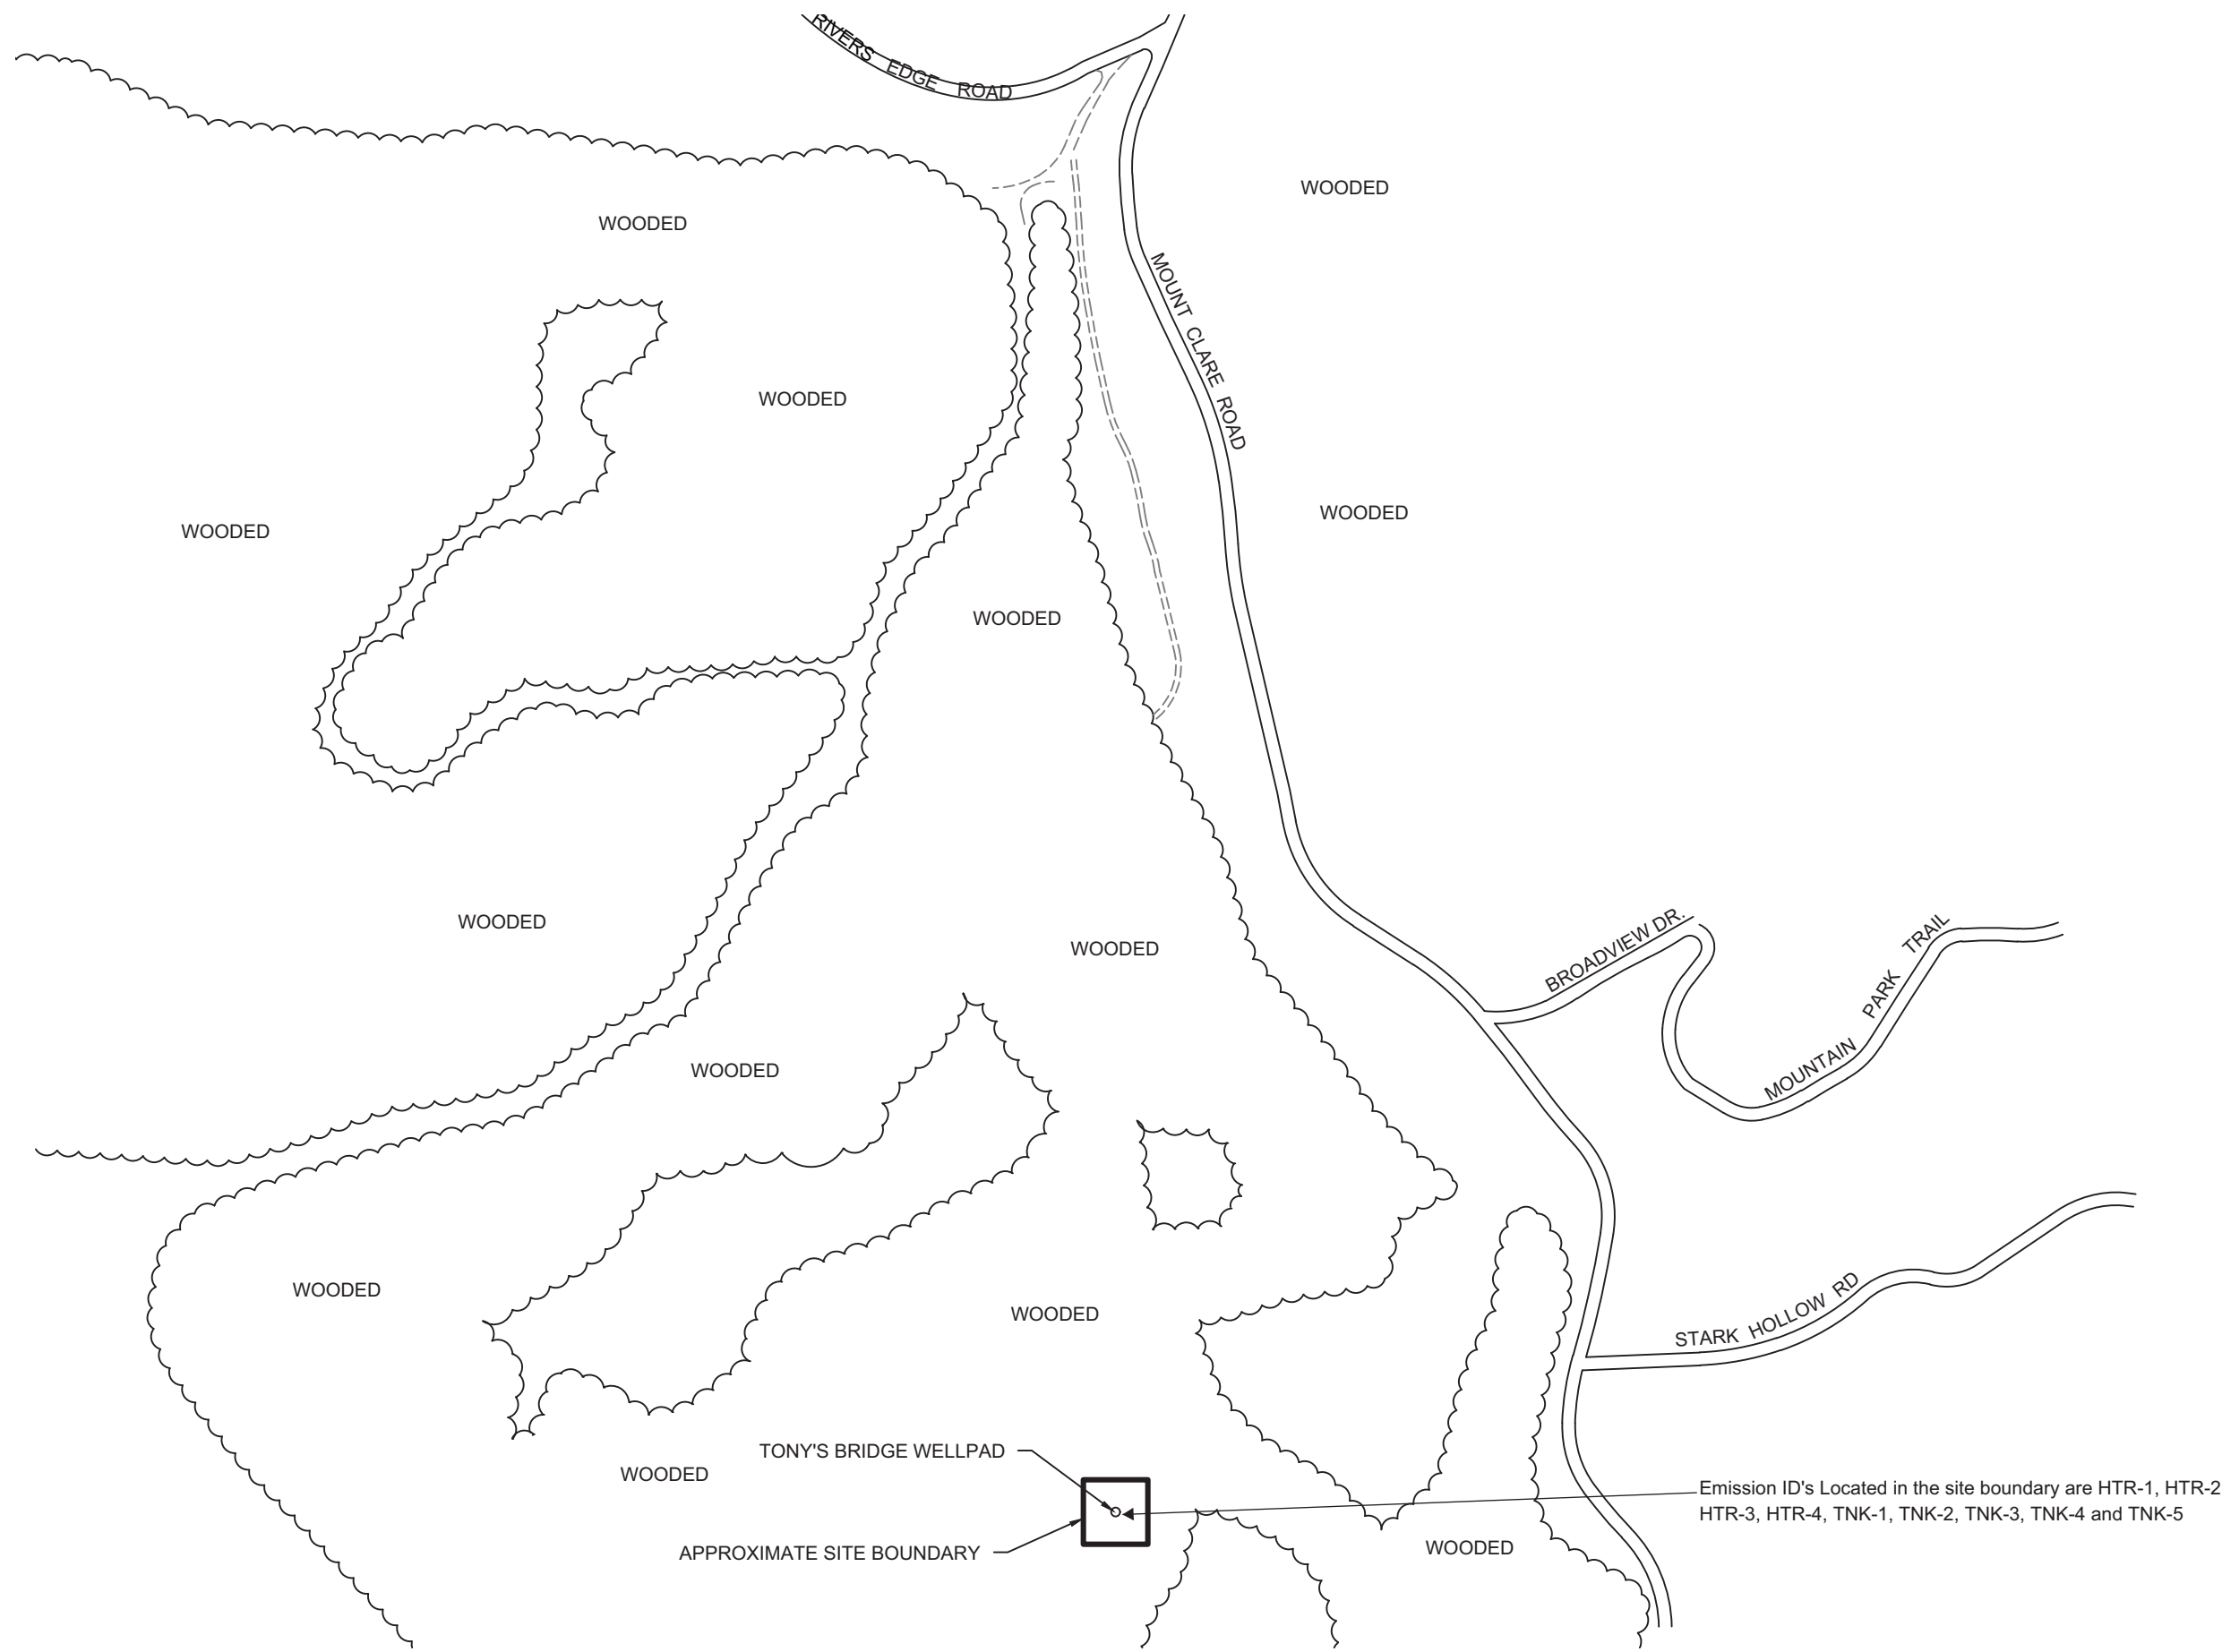 RIVERS EDGE ROAD
WOODED
WOODED
MOUNT CLARE ROAD
WOODED
WOODED
WOODED
WOODED
WOODED
BROADVIEW DR.
MOUNTAIN PARK TRAIL
WOODED
WOODED
WOODED
WOODED
WOODED
STARK HOLLOW RD
TONY'S BRIDGE WELLPAD
WOODED
Emission ID's Located in the site boundary are HTR-1, HTR-2
HTR-3, HTR-4, TNK-1, TNK-2, TNK-3, TNK-4 and TNK-5
APPROXIMATE SITE BOUNDARY
WOODED